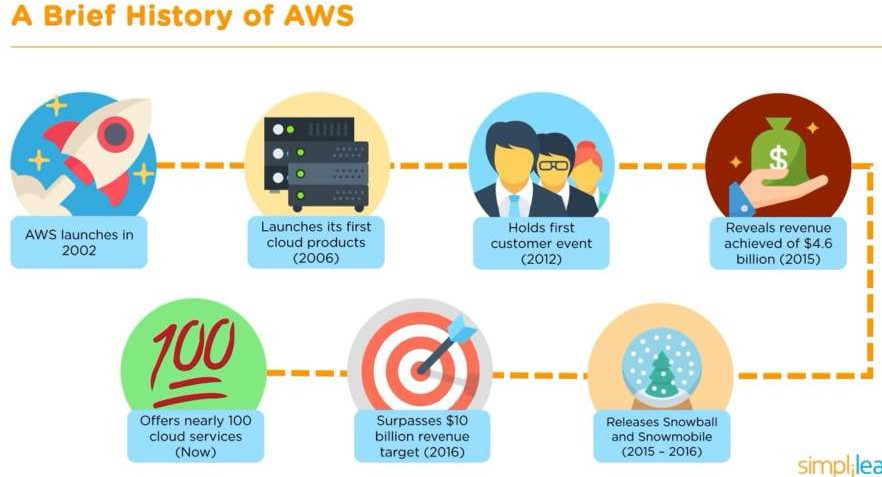 A Brief History of AWS
$
AWS launches in
2002
Launches its first
cloud products
(2006)
Holds first
customer event
(2012)
Reveals revenue
achieved of $4.6
billion (2015)
100
Offers nearly 100
cloud services
(Now)
Surpasses $10
billion revenue
target (2016)
Releases Snowball
and Snowmobile
(2015 - 2016)
simplilea